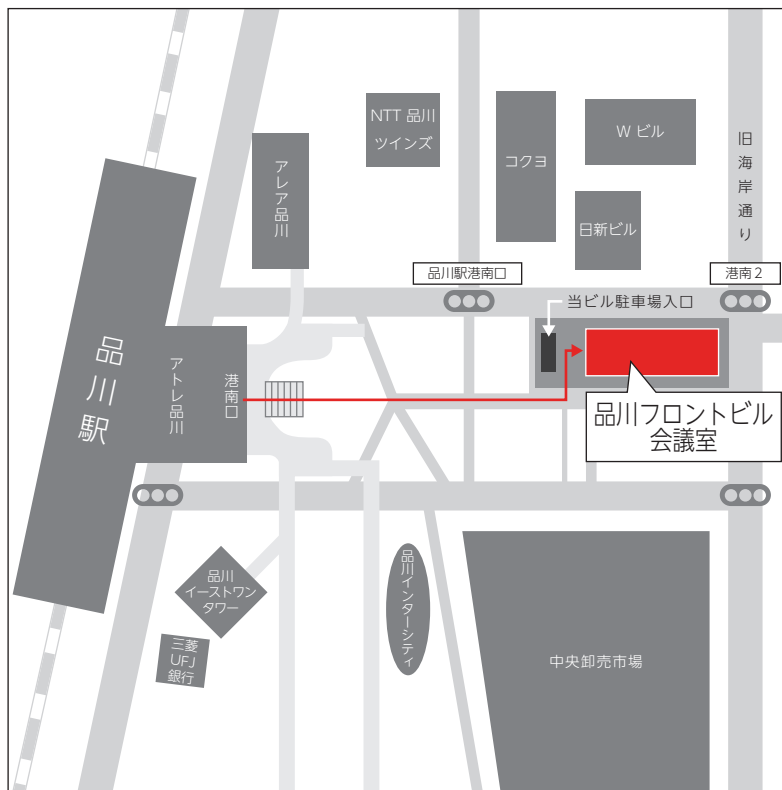 NTT 品川
ツインズ
コクヨ
W ビル
旧海岸通り
アレア品川
日新ビル
品川駅港南口
港南2
当ビル駐車場入口
品川駅
アトレ品川
港南口
品川フロントビル
会議室
品川
イーストワン
タワー
品川インターシティ
三菱
UFJ
銀行
中央卸売市場